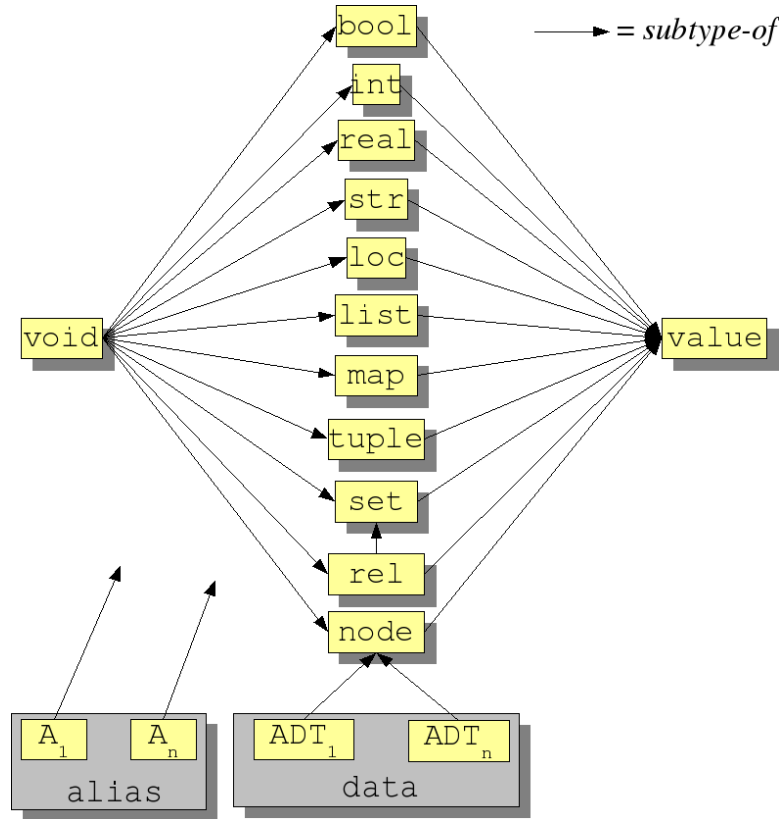 bool
= subtype-of
int
real
str
loc
list
void
value
map
tuple
set
rel
node
A1
An
ADT1
ADTn
alias
data